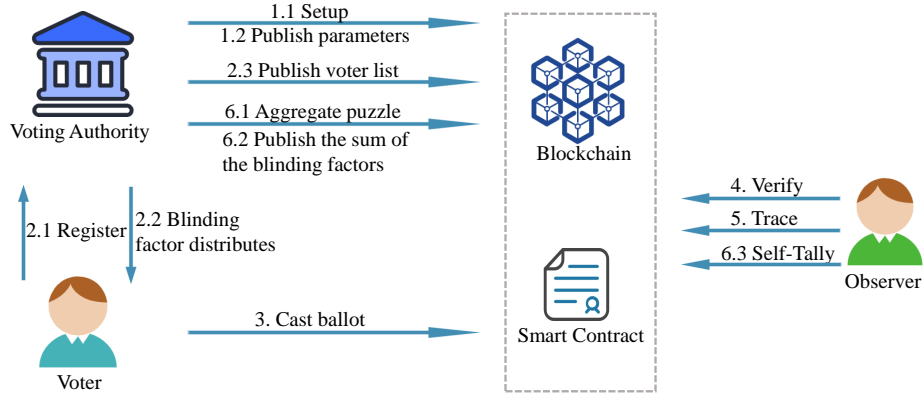 1.1 Setup
1.2 Publish parameters
2.3 Publish voter list
6.1 Aggregate puzzle
6.2 Publish the sum of
the blinding factors
Voting Authority
Blockchain
2.1 Register
2.2 Blinding
factor distributes
4. Verify
5. Trace
6.3 Self-Tally
Observer
3. Cast ballot
Smart Contract
Voter